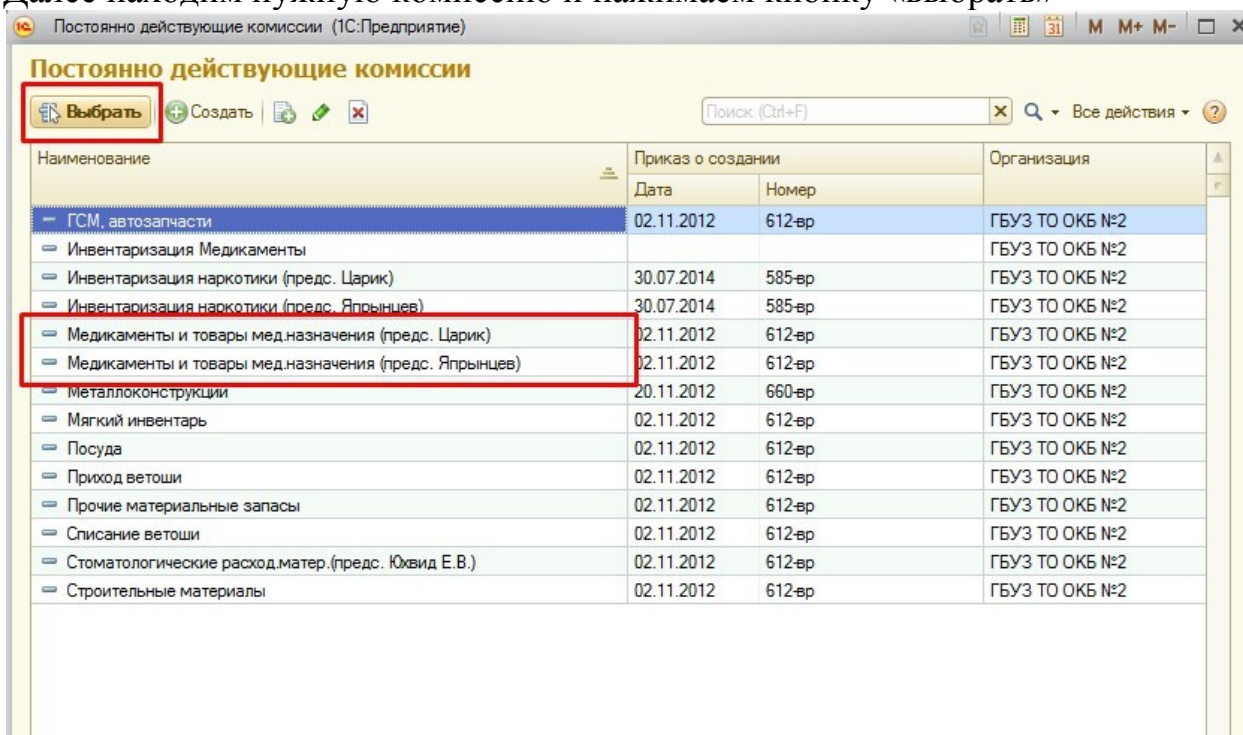 Далее находим нужную комиссию и нажимаем кнопку «выбрать»
Постоянно действующие комиссии (1С:Предприятие) 31 M M+ M-
Постоянно действующие комиссии
Выбрать Создать Поиск (Ctrl+F) Все действия ?
Наименование Приказ о создании Организация
Дата Номер
ГСМ, автозапчасти 02.11.2012 612-вр ГБУЗ ТО ОКБ №2
Инвентаризация Медикаменты ГБУЗ ТО ОКБ №2
Инвентаризация наркотики (предс. Царик) 30.07.2014 585-вр ГБУЗ ТО ОКБ №2
Инвентаризация наркотики (предс. Япрынцев) 30.07.2014 585-вр ГБУЗ ТО ОКБ №2
Медикаменты и товары мед.назначения (предс. Царик) 02.11.2012 612-вр ГБУЗ ТО ОКБ №2
Медикаменты и товары мед.назначения (предс. Япрынцев) 02.11.2012 612-вр ГБУЗ ТО ОКБ №2
Металлоконструкции 20.11.2012 660-вр ГБУЗ ТО ОКБ №2
Мягкий инвентарь 02.11.2012 612-вр ГБУЗ ТО ОКБ №2
Посуда 02.11.2012 612-вр ГБУЗ ТО ОКБ №2
Приход ветоши 02.11.2012 612-вр ГБУЗ ТО ОКБ №2
Прочие материальные запасы 02.11.2012 612-вр ГБУЗ ТО ОКБ №2
Списание ветоши 02.11.2012 612-вр ГБУЗ ТО ОКБ №2
Стоматологические расход.матер.(предс. Юхвид Е.В.) 02.11.2012 612-вр ГБУЗ ТО ОКБ №2
Строительные материалы 02.11.2012 612-вр ГБУЗ ТО ОКБ №2